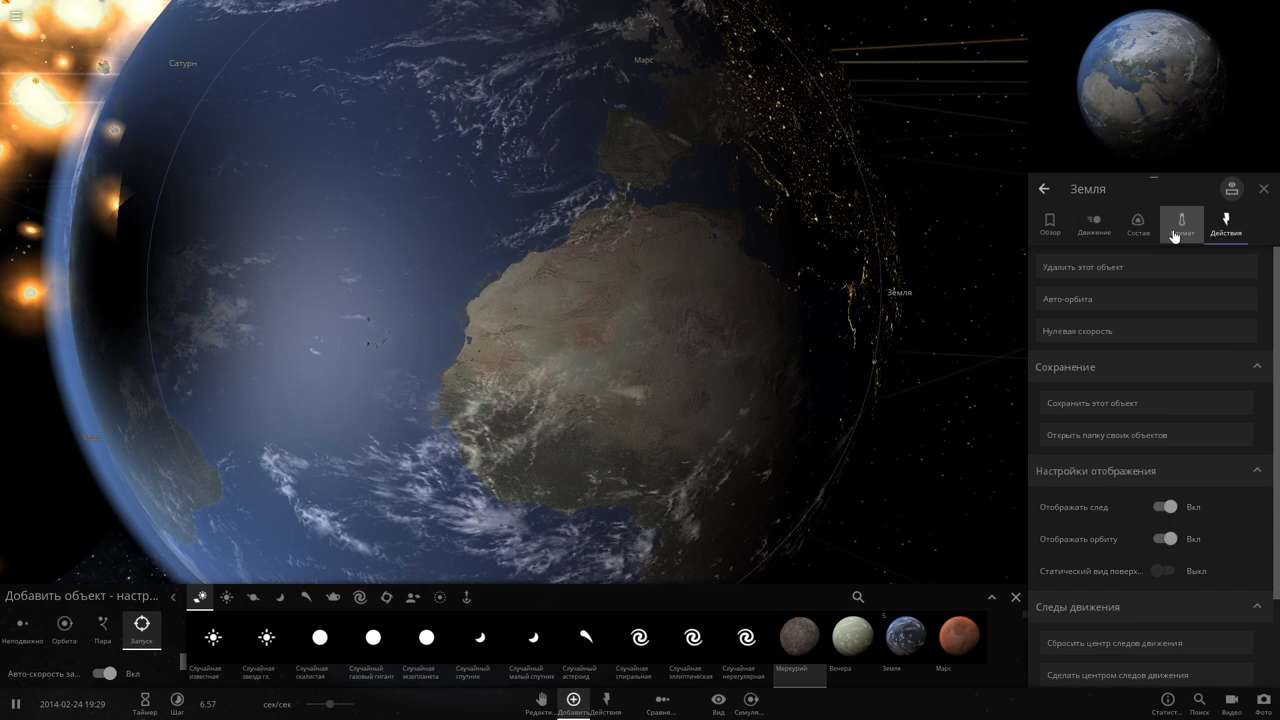 Сатурн
Марс
Земля
Земля
Обзор
Движение
Состав
Действия
Удалить этот объект
Авто-орбита
Нулевая скорость
Сохранение
Сохранить этот объект
Открыть папку своих объектов
Настройки отображения
Отображать след
Вкл
Отображать орбиту
Вкл
Статический вид поверх...
Выкл
Следы движения
Сбросить центр следов движения
Сделать центром следов движения
Добавить объект - настр...
Неподвижно
Орбита
Пара
Запуск
Авто-скорость за...
Вкл
5
Случайная
известная
Случайная
звезда гл.
Случайная
скалистая
Случайный
газовый гигант
Случайная
экзопланета
Случайный
спутник
Случайный
малый спутник
Случайный
астероид
Случайная
спиральная
Случайная
эллиптическая
Случайная
нерегулярная
Меркурий
Венера
Земля
Марс
2014-02-24 19:29
Таймер
Шаг
6.57
сек/сек
Редакти...
Добавить
Действия
Сравне...
Вид
Симуля...
Статист...
Поиск
Видео
Фото